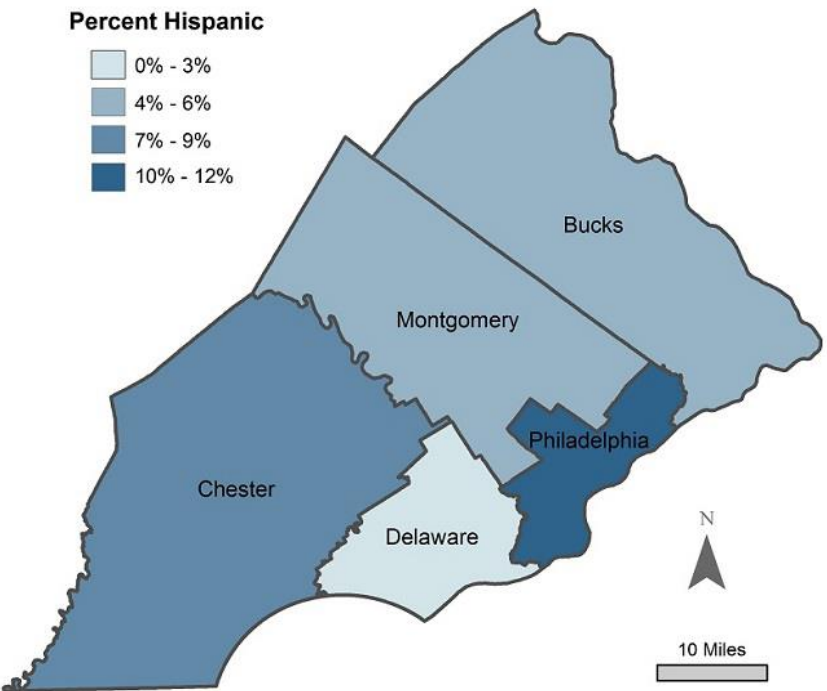 Percent Hispanic
0% - 3%
4% - 6%
7% - 9%
10% - 12%
Bucks
Montgomery
Philadelphia
Chester
Delaware
N
10 Miles